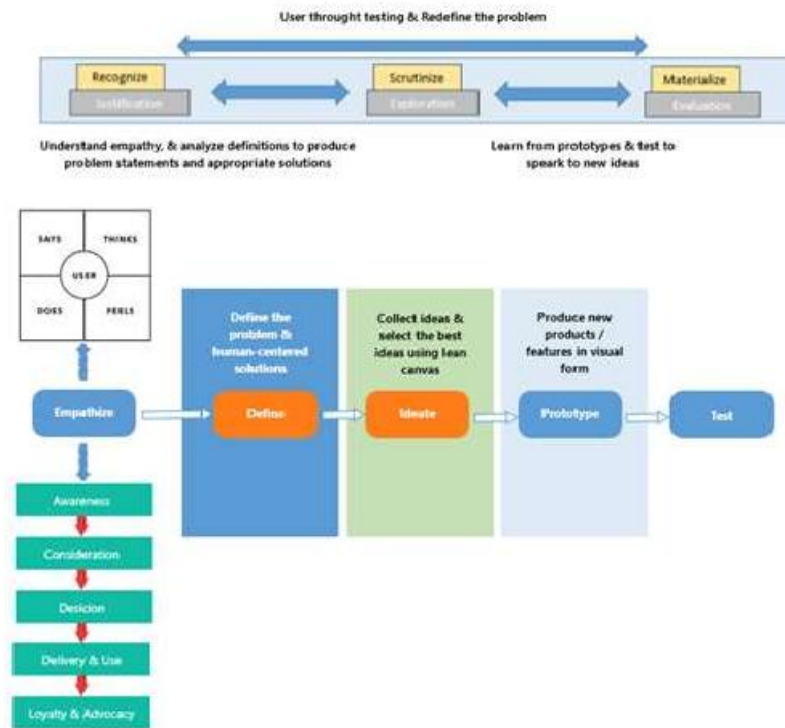 User throught testing & Redefine the problem
Recognize
Justification
Scrutinize
Exploration
Materialize
Evaluation
Understand empathy, & analyze definitions to produce
problem statements and appropriate solutions
Learn from prototypes & test to
speark to new ideas
SAYS
THINKS
USER
DOES
FEELS
Define the
problem &
human-centered
solutions
Collect ideas &
select the best
ideas using lean
canvas
Produce new
products /
features in visual
form
Empathize
Define
Ideate
Prototype
Test
Awareness
Consideration
Desicion
Delivery & Use
Loyalty & Advocacy